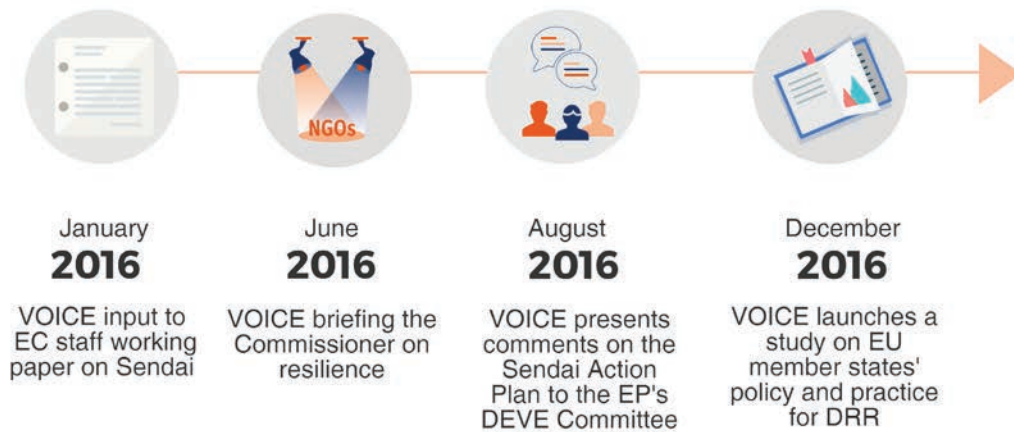 NGOs
January
2016
VOICE input to
EC staff working
paper on Sendai
June
2016
VOICE briefing the
Commissioner on
resilience
August
2016
VOICE presents
comments on the
Sendai Action
Plan to the EP's
DEVE Committee
December
2016
VOICE launches a
study on EU
member states'
policy and practice
for DRR